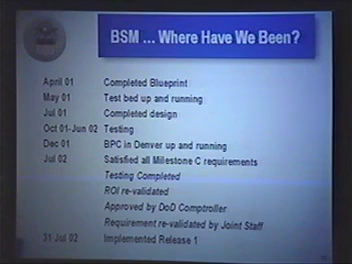 BSM ... Where Have We Been?
April 01 Completed Blueprint
May 01 Test bed up and running
Jul 01 Completed design
Oct 01-Jun 02 Testing
Dec 01 BPC in Denver up and running
Jul 02 Satisfied all Milestone C requirements
Testing Completed
ROI re-validated
Approved by DoD Comptroller
Requirement re-validated by Joint Staff
31 Jul 02 Implemented Release 1